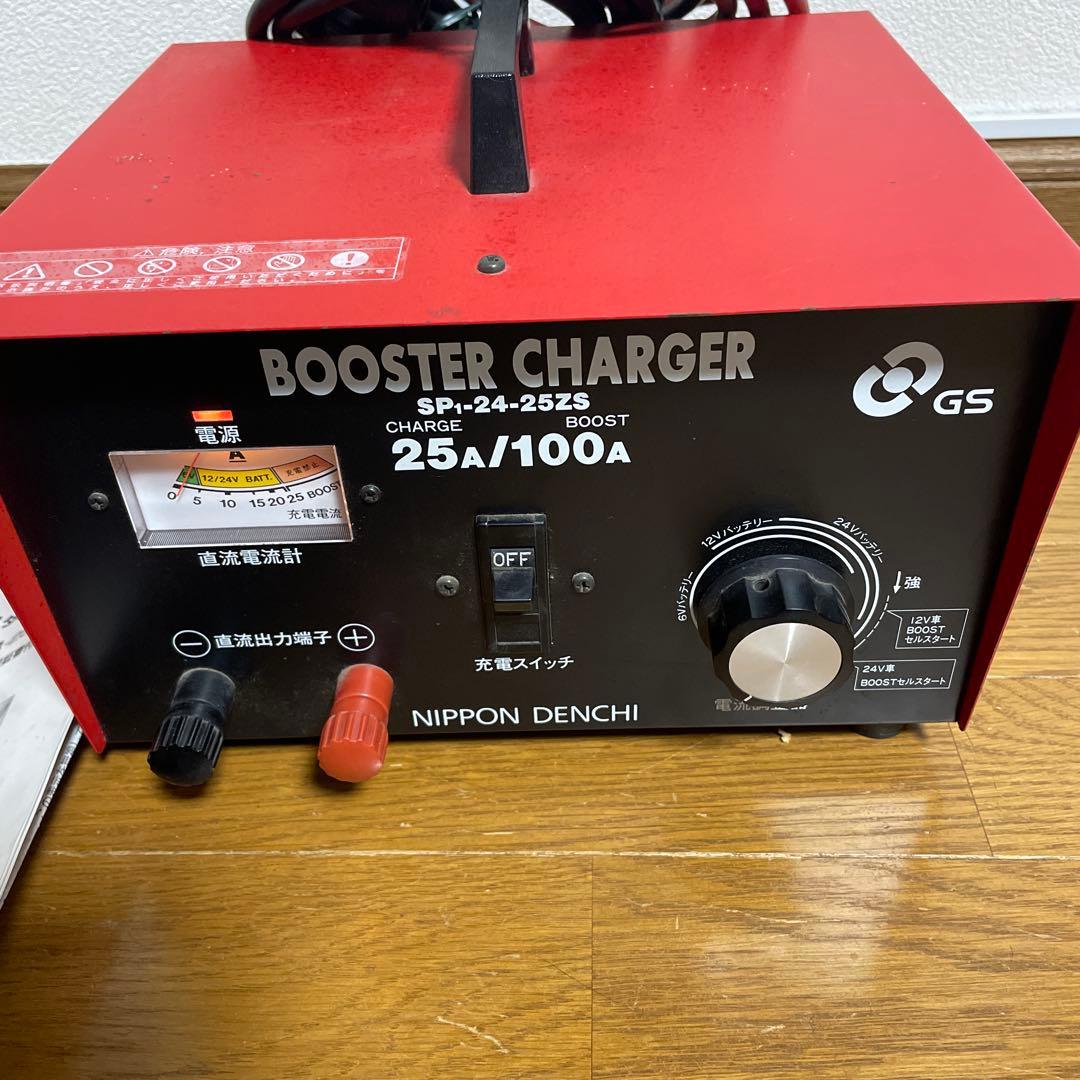 ⚠危険, 注意
BOOSTER CHARGER
SP1-24-25ZS
CHARGE BOOST
25A/100A
GS
電源
A
12/24V BATT. 充電禁止
0 5 10 15 20 25 BOOST
充電電流
直流電流計
OFF
充電スイッチ
− 直流出力端子 +
NIPPON DENCHI
6Vバッテリー
12Vバッテリー
24Vバッテリー
強
12V車
BOOST
セルスタート
24V車
BOOSTセルスタート